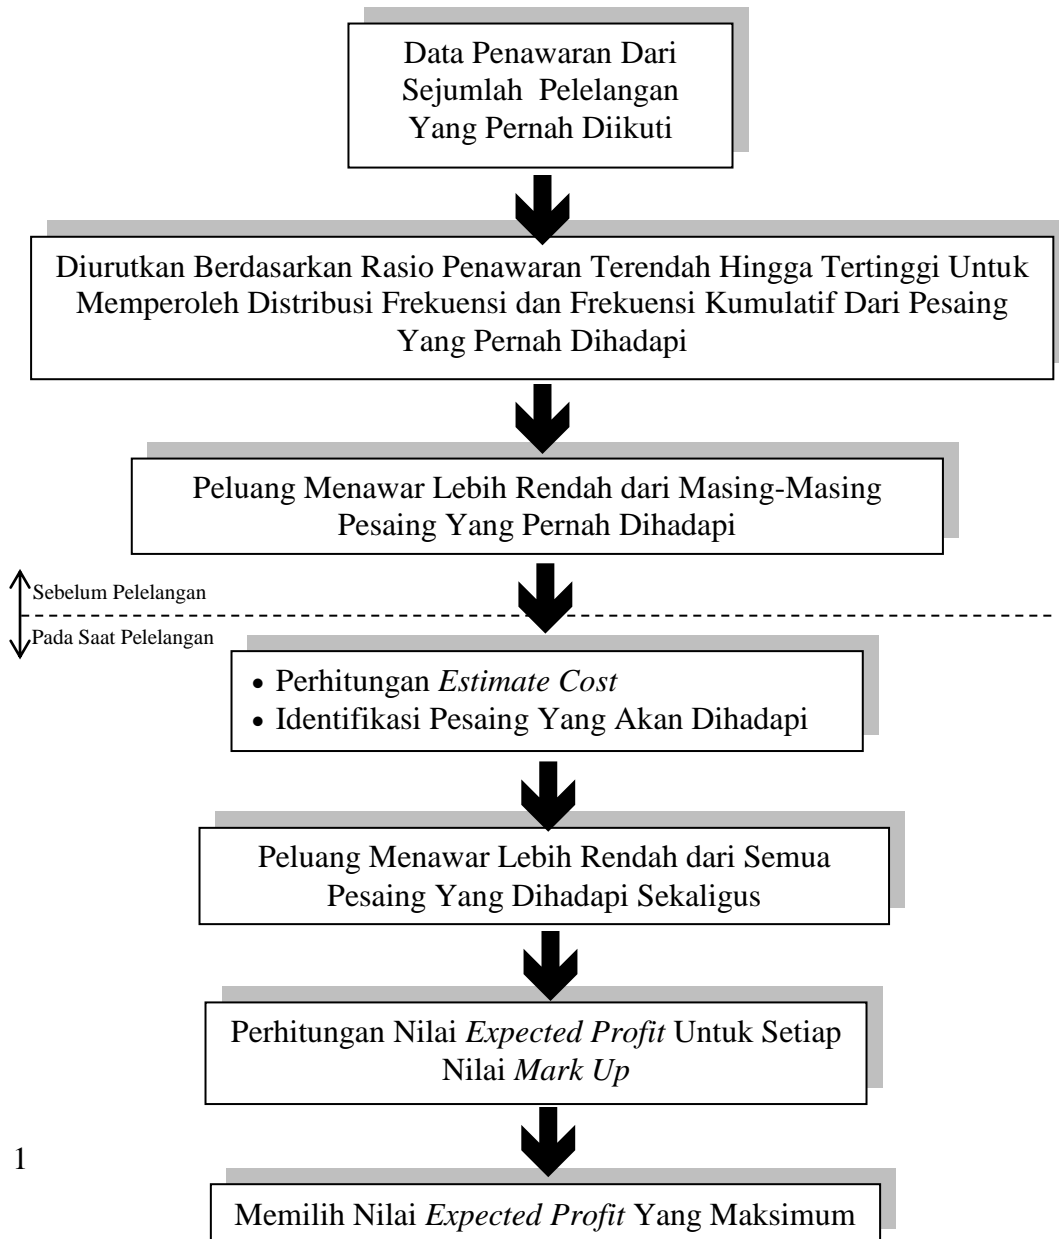 Data Penawaran Dari
Sejumlah Pelelangan
Yang Pernah Diikuti
Diurutkan Berdasarkan Rasio Penawaran Terendah Hingga Tertinggi Untuk
Memperoleh Distribusi Frekuensi dan Frekuensi Kumulatif Dari Pesaing
Yang Pernah Dihadapi
Peluang Menawar Lebih Rendah dari Masing-Masing
Pesaing Yang Pernah Dihadapi
Sebelum Pelelangan
Pada Saat Pelelangan
• Perhitungan Estimate Cost
• Identifikasi Pesaing Yang Akan Dihadapi
Peluang Menawar Lebih Rendah dari Semua
Pesaing Yang Dihadapi Sekaligus
Perhitungan Nilai Expected Profit Untuk Setiap
Nilai Mark Up
1
Memilih Nilai Expected Profit Yang Maksimum